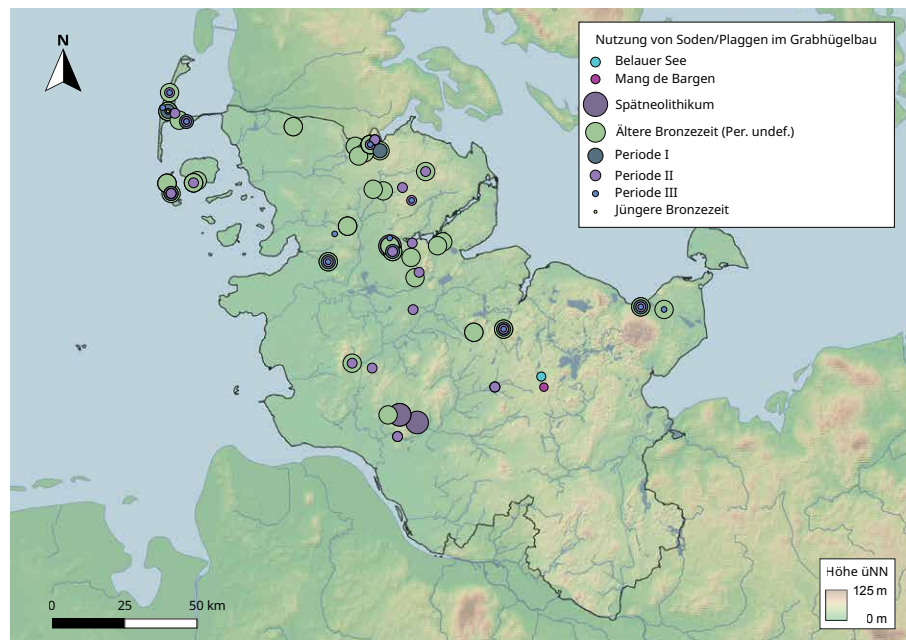 N
Nutzung von Soden/Plaggen im Grabhügelbau
Belauer See
Mang de Bargen
Spätneolithikum
Ältere Bronzezeit (Per. undef.)
Periode I
Periode II
Periode III
Jüngere Bronzezeit
Höhe üNN
125 m
0 m
0 25 50 km